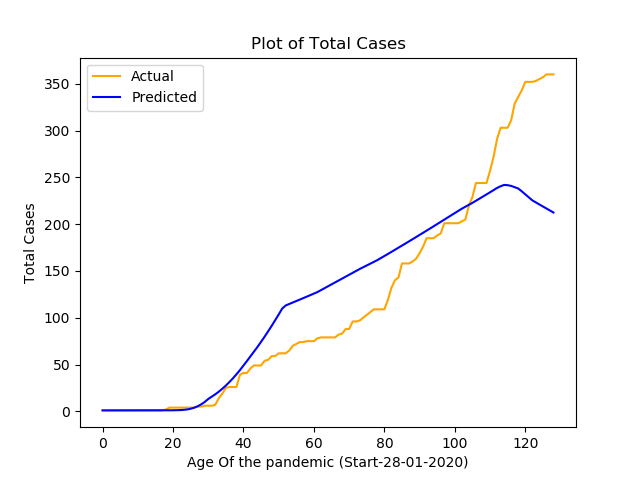 Plot of Total Cases
Actual
Predicted
350
300
250
200
150
100
50
0
Total Cases
0 20 40 60 80 100 120
Age Of the pandemic (Start-28-01-2020)